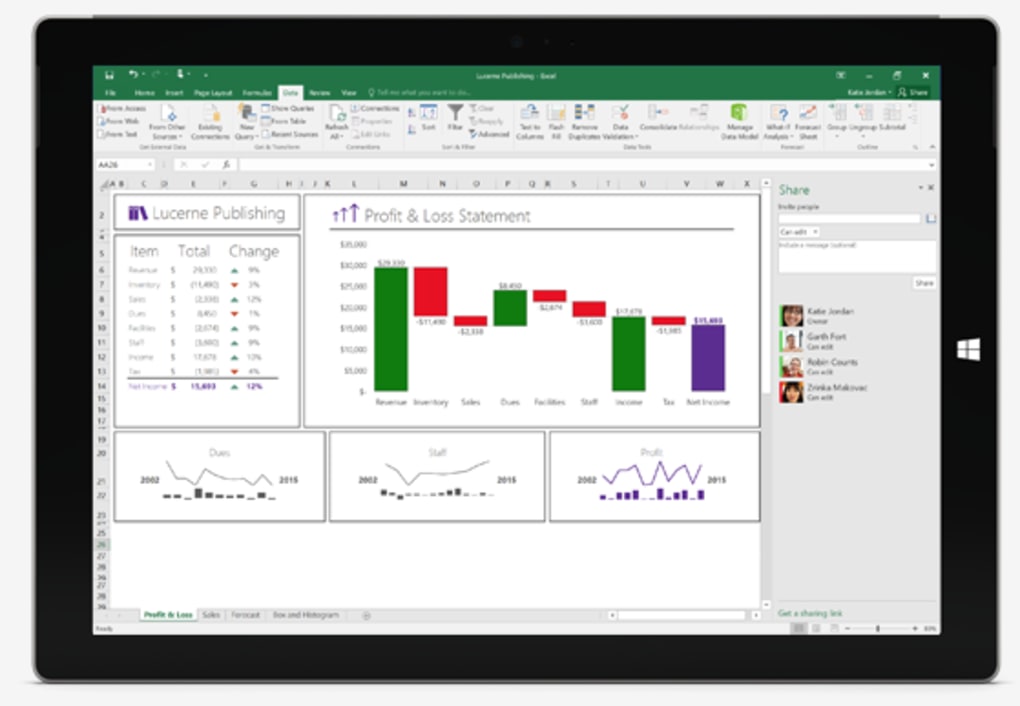 Lucerne Publishing - Excel
File Home Insert Page Layout Formulas Data Review View Tell me what you want to do... Katie Jordan Share
From Access
From Web
From Text
From Other Sources
Existing Connections
New Query
Show Queries
From Table
Recent Sources
Refresh All
Connections
Properties
Edit Links
Sort
Filter
Clear
Reapply
Advanced
Text to Columns
Flash Fill
Remove Duplicates
Data Validation
Consolidate
Relationships
Manage Data Model
What-If Analysis
Forecast Sheet
Group
Ungroup
Subtotal
Get External Data
Get & Transform
Connections
Sort & Filter
Data Tools
Forecast
Outline
AA26
fx
A B C D E F G H I J K L M N O P Q R S T U V W X
Lucerne Publishing
Item Total Change
Revenue $ 29,330 9%
Inventory $ (11,490) 3%
Sales $ (2,338) 12%
Dues $ 8,450 1%
Facilities $ (2,674) 9%
Staff $ (3,600) 9%
Income $ 17,678 10%
Tax $ (1,985) 4%
Net Income $ 15,693 12%
Profit & Loss Statement
$35,000
$30,000
$25,000
$20,000
$15,000
$10,000
$5,000
$-
$29,330
-$11,490
-$2,338
$8,450
-$2,674
-$3,600
$17,678
-$1,985
$15,693
Revenue Inventory Sales Dues Facilities Staff Income Tax Net Income
Dues
2002 2015
Staff
2002 2015
Profit
2002 2015
Share
Invite people
Can edit
Include a message (optional)
Share
Katie Jordan
Owner
Garth Fort
Can edit
Robin Counts
Can edit
Zrinka Makovac
Can edit
Get a sharing link
Profit & Loss Sales Forecast Box and Histogram
Ready